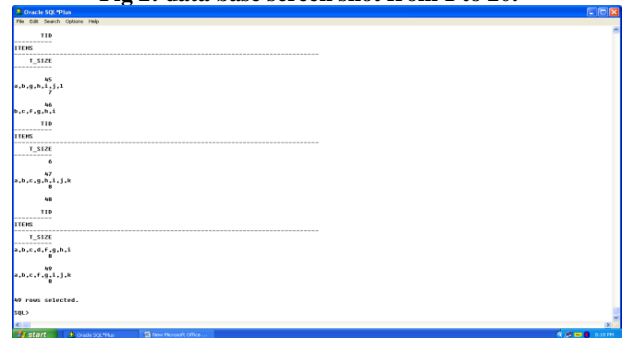 Fig 2: data base screen shot from 1 to 20.
Oracle SQL*Plus
File Edit Search Options Help
TID
----------
ITEMS
--------------------------------------------------------------------------------
T_SIZE
----------
45
a,b,g,h,i,j,l
7
46
b,c,f,g,h,i
TID
----------
ITEMS
--------------------------------------------------------------------------------
T_SIZE
----------
6
47
a,b,c,g,h,i,j,k
8
48
TID
----------
ITEMS
--------------------------------------------------------------------------------
T_SIZE
----------
a,b,c,d,f,g,h,i
8
49
a,b,c,f,g,i,j,k
8
49 rows selected.
SQL>
start
Oracle SQL*Plus
New Microsoft Office ...